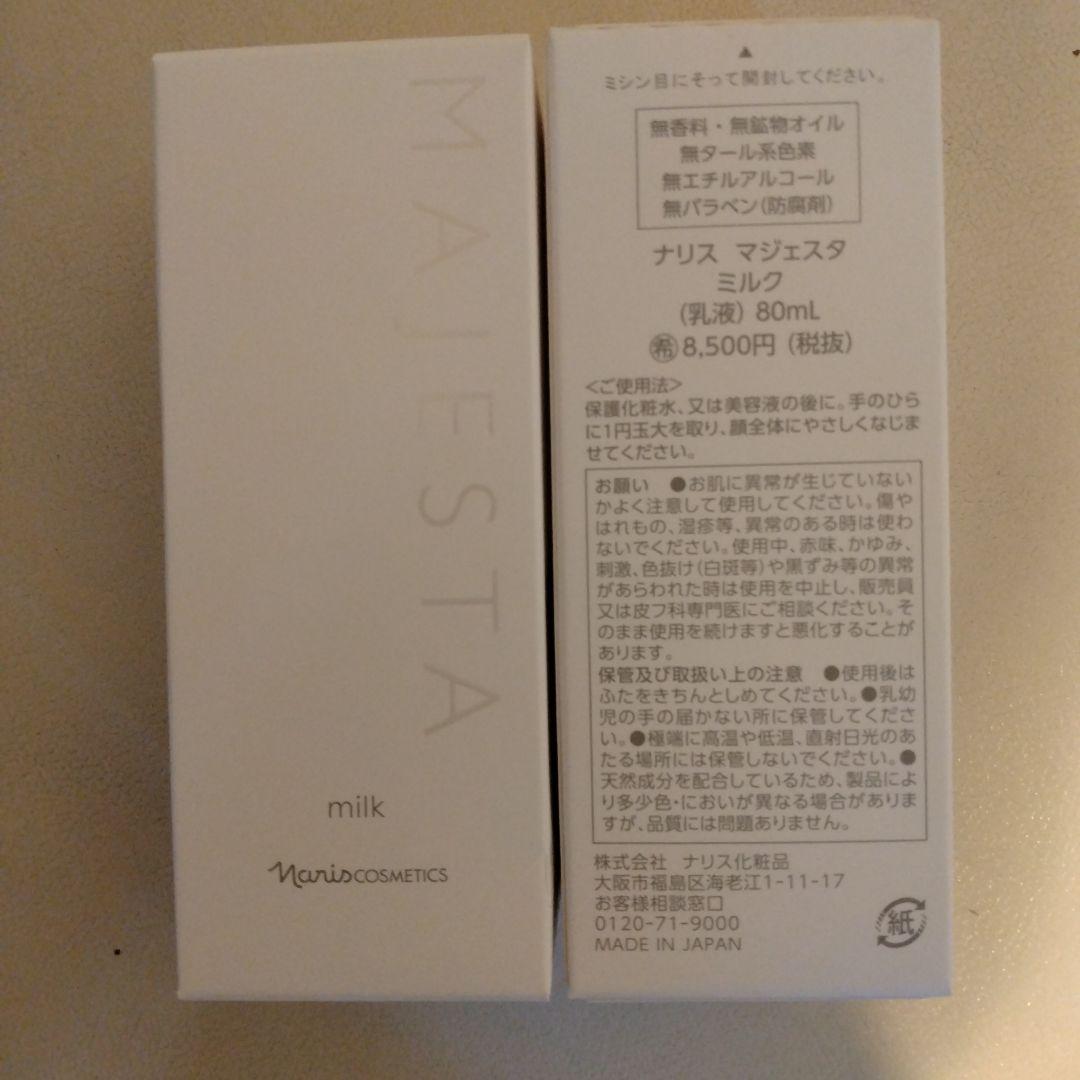 MAJESTA
milk
naris COSMETICS
▲
ミシン目にそって開封してください。
無香料・無鉱物オイル
無タール系色素
無エチルアルコール
無パラベン(防腐剤)
ナリス マジェスタ
ミルク
(乳液) 80mL
㊝8,500円 (税抜)
<ご使用法>
保護化粧水、又は美容液の後に。手のひら
に1円玉大を取り、顔全体にやさしくなじま
せてください。
お願い ●お肌に異常が生じていない
かよく注意して使用してください。傷や
はれもの、湿疹等、異常のある時は使わ
ないでください。使用中、赤味、かゆみ、
刺激、色抜け(白斑等)や黒ずみ等の異常
があらわれた時は使用を中止し、販売員
又は皮フ科専門医にご相談ください。そ
のまま使用を続けますと悪化することが
あります。
保管及び取扱い上の注意 ●使用後は
ふたをきちんとしめてください。●乳幼
児の手の届かない所に保管してくださ
い。●極端に高温や低温、直射日光のあ
たる場所には保管しないでください。●
天然成分を配合しているため、製品によ
り多少色・においが異なる場合がありま
すが、品質には問題ありません。
株式会社 ナリス化粧品
大阪市福島区海老江1-11-17
お客様相談窓口
0120-71-9000
MADE IN JAPAN
紙